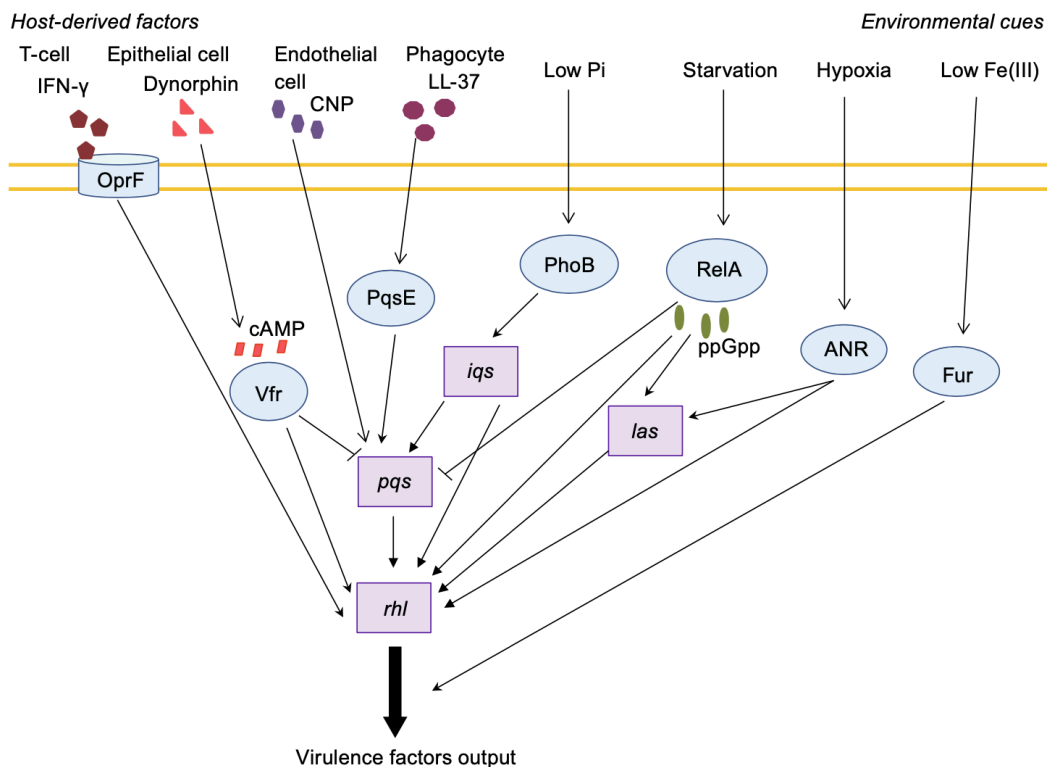 Host-derived factors
Environmental cues
T-cell
IFN-γ
Epithelial cell
Dynorphin
Endothelial
cell
CNP
Phagocyte
LL-37
Low Pi
Starvation
Hypoxia
Low Fe(III)
OprF
PhoB
RelA
PqsE
cAMP
Vfr
iqs
ppGpp
ANR
Fur
las
pqs
rhl
Virulence factors output